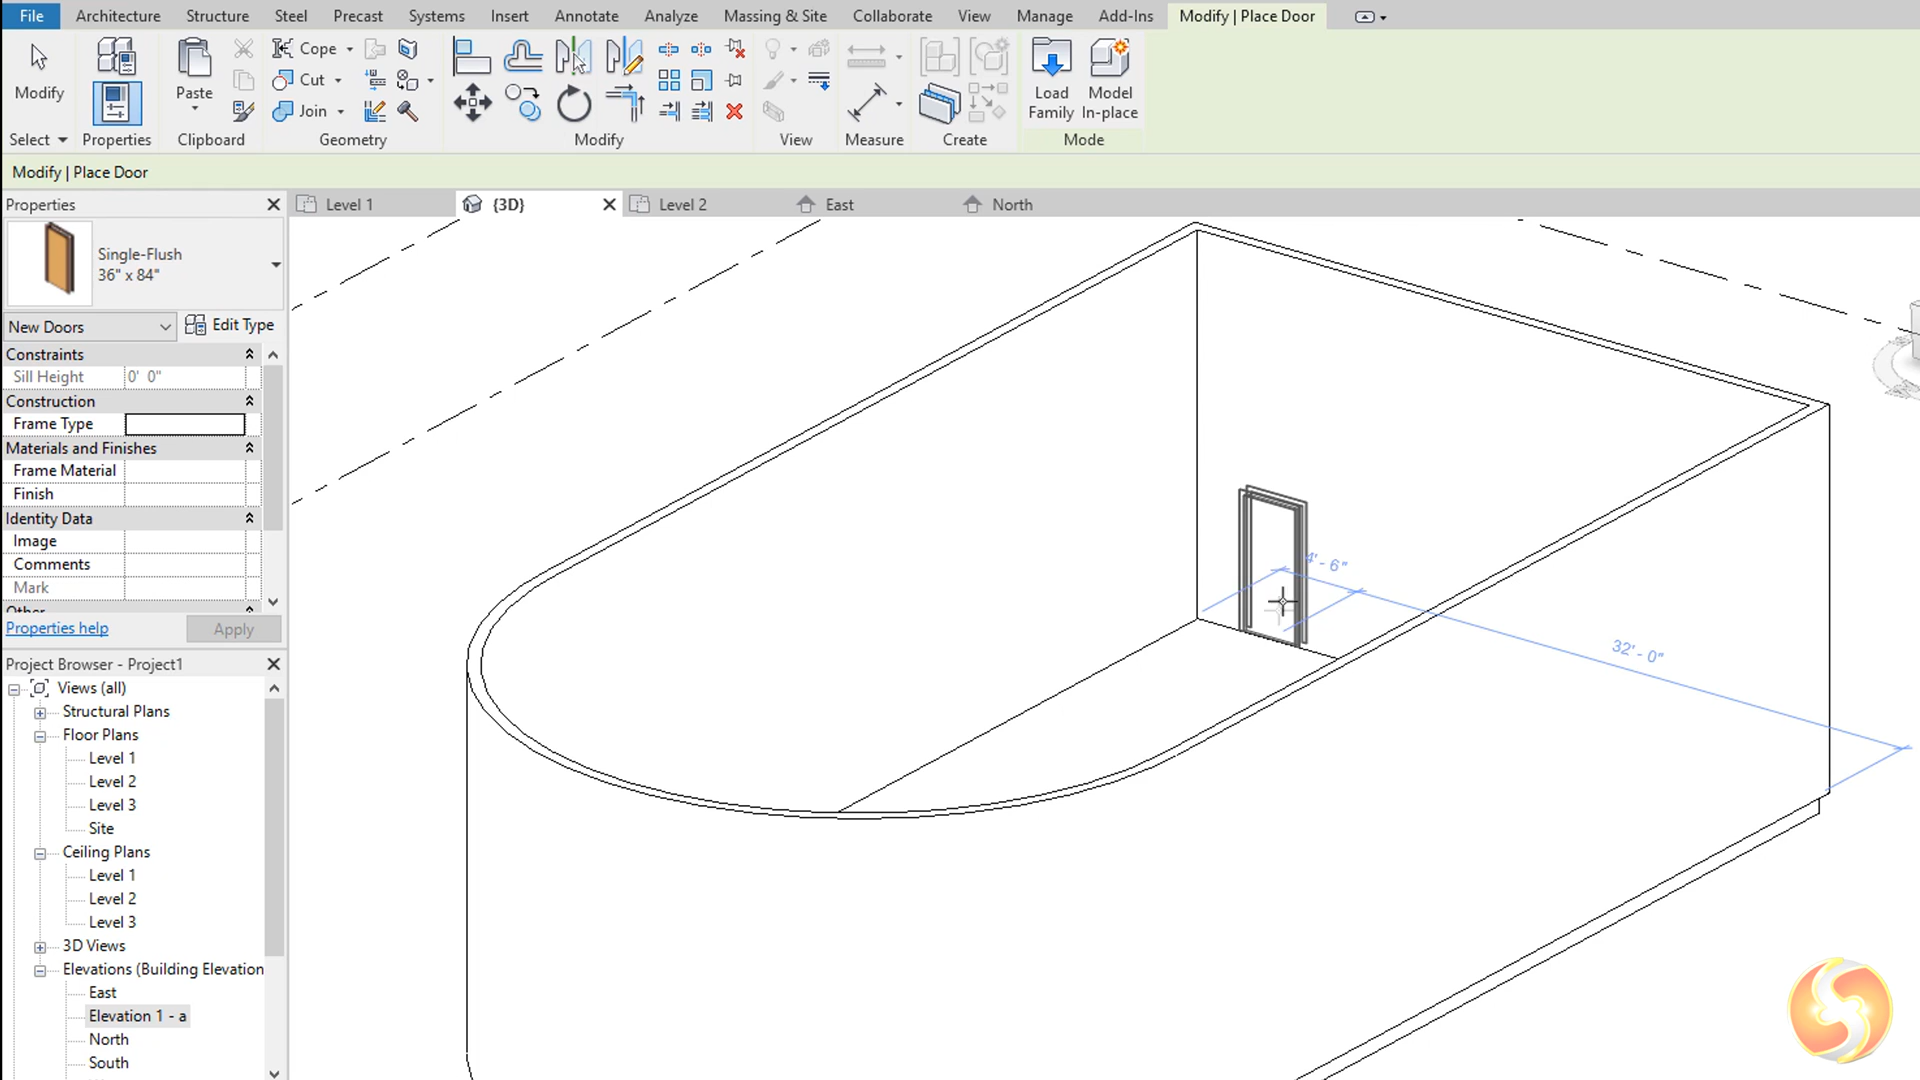 File Architecture Structure Steel Precast Systems Insert Annotate Analyze Massing & Site Collaborate View Manage Add-Ins Modify | Place Door
Modify Paste Cope Cut Join Load Family Model In-place
Select Properties Clipboard Geometry Modify View Measure Create Mode
Modify | Place Door
Properties
Level 1 {3D} Level 2 East North
Single-Flush
36" x 84"
New Doors Edit Type
Constraints
Sill Height 0' 0"
Construction
Frame Type
Materials and Finishes
Frame Material
Finish
Identity Data
Image
Comments
Mark
Other
Properties help Apply
4' - 6"
32' - 0"
Project Browser - Project1
Views (all)
Structural Plans
Floor Plans
Level 1
Level 2
Level 3
Site
Ceiling Plans
Level 1
Level 2
Level 3
3D Views
Elevations (Building Elevation
East
Elevation 1 - a
North
South